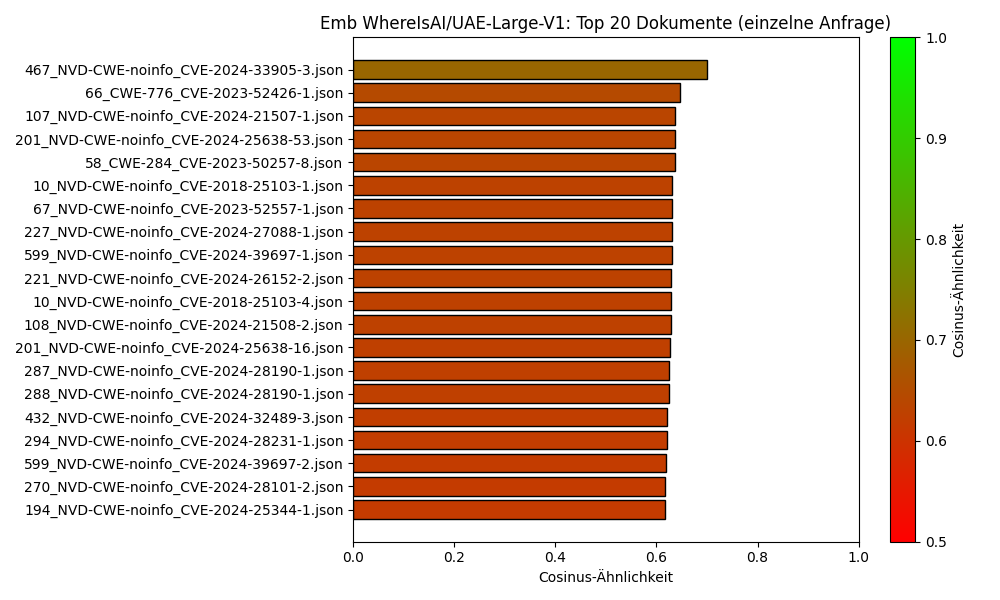 Emb WhereIsAI/UAE-Large-V1: Top 20 Dokumente (einzelne Anfrage)
467_NVD-CWE-noinfo_CVE-2024-33905-3.json
66_CWE-776_CVE-2023-52426-1.json
107_NVD-CWE-noinfo_CVE-2024-21507-1.json
201_NVD-CWE-noinfo_CVE-2024-25638-53.json
58_CWE-284_CVE-2023-50257-8.json
10_NVD-CWE-noinfo_CVE-2018-25103-1.json
67_NVD-CWE-noinfo_CVE-2023-52557-1.json
227_NVD-CWE-noinfo_CVE-2024-27088-1.json
599_NVD-CWE-noinfo_CVE-2024-39697-1.json
221_NVD-CWE-noinfo_CVE-2024-26152-2.json
10_NVD-CWE-noinfo_CVE-2018-25103-4.json
108_NVD-CWE-noinfo_CVE-2024-21508-2.json
201_NVD-CWE-noinfo_CVE-2024-25638-16.json
287_NVD-CWE-noinfo_CVE-2024-28190-1.json
288_NVD-CWE-noinfo_CVE-2024-28190-1.json
432_NVD-CWE-noinfo_CVE-2024-32489-3.json
294_NVD-CWE-noinfo_CVE-2024-28231-1.json
599_NVD-CWE-noinfo_CVE-2024-39697-2.json
270_NVD-CWE-noinfo_CVE-2024-28101-2.json
194_NVD-CWE-noinfo_CVE-2024-25344-1.json
0.0 0.2 0.4 0.6 0.8 1.0
Cosinus-Ähnlichkeit
1.0
0.9
0.8
0.7
0.6
0.5
Cosinus-Ähnlichkeit